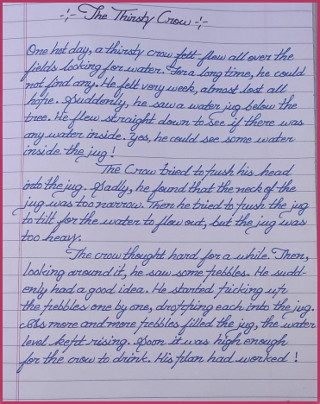 -:- The Thirsty Crow -:-
One hot day, a thirsty crow felt flew all over the
fields looking for water. For a long time, he could
not find any. He felt very week, almost lost all
hope. Suddenly, he saw a water jug below the
tree. He flew straight down to see if there was
any water inside. Yes, he could see some water
inside the jug!
The Crow tried to push his head
into the jug. Sadly, he found that the neck of the
jug was too narrow. Then he tried to push the jug
to tilt for the water to flow out, but the jug was
too heavy.
The crow thought hard for a while. Then,
looking around it, he saw some pebbles. He sudd-
enly had a good idea. He started picking up
the pebbles one by one, dropping each into the jug.
As more and more pebbles filled the jug, the water
level kept rising. Soon it was high enough
for the crow to drink. His plan had worked !